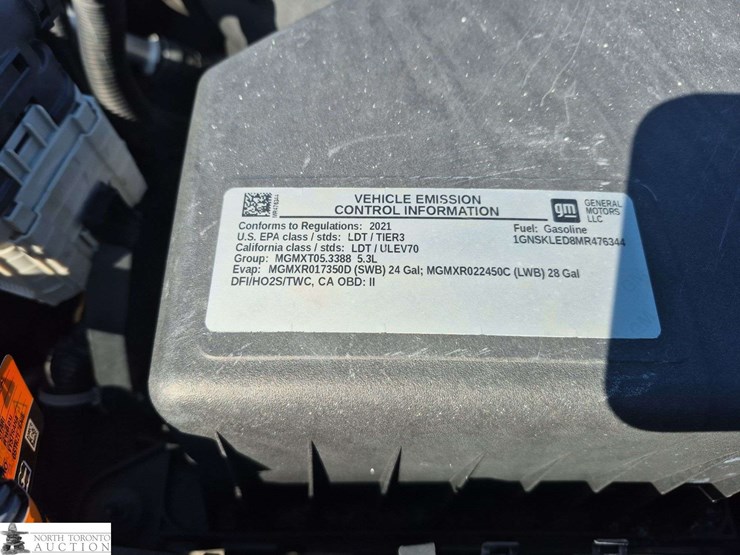 VEHICLE EMISSION
CONTROL INFORMATION
gm
GENERAL
MOTORS
LLC
Conforms to Regulations: 2021
Fuel: Gasoline
U.S. EPA class / stds: LDT / TIER3
1GNSKLED8MR476344
California class / stds: LDT / ULEV70
Group: MGMXT05.3388 5.3L
Evap: MGMXR017350D (SWB) 24 Gal; MGMXR022450C (LWB) 28 Gal
DFI/HO2S/TWC, CA OBD: II
NORTH TORONTO
AUCTION